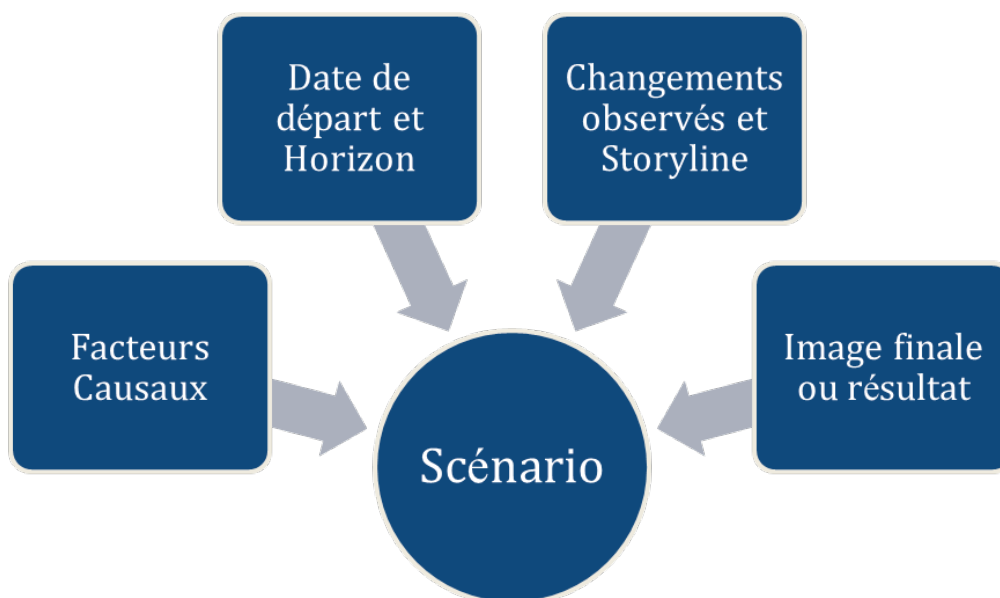 Date de
départ et
Horizon
Changements
observés et
Storyline
Facteurs
Causaux
Image finale
ou résultat
Scénario